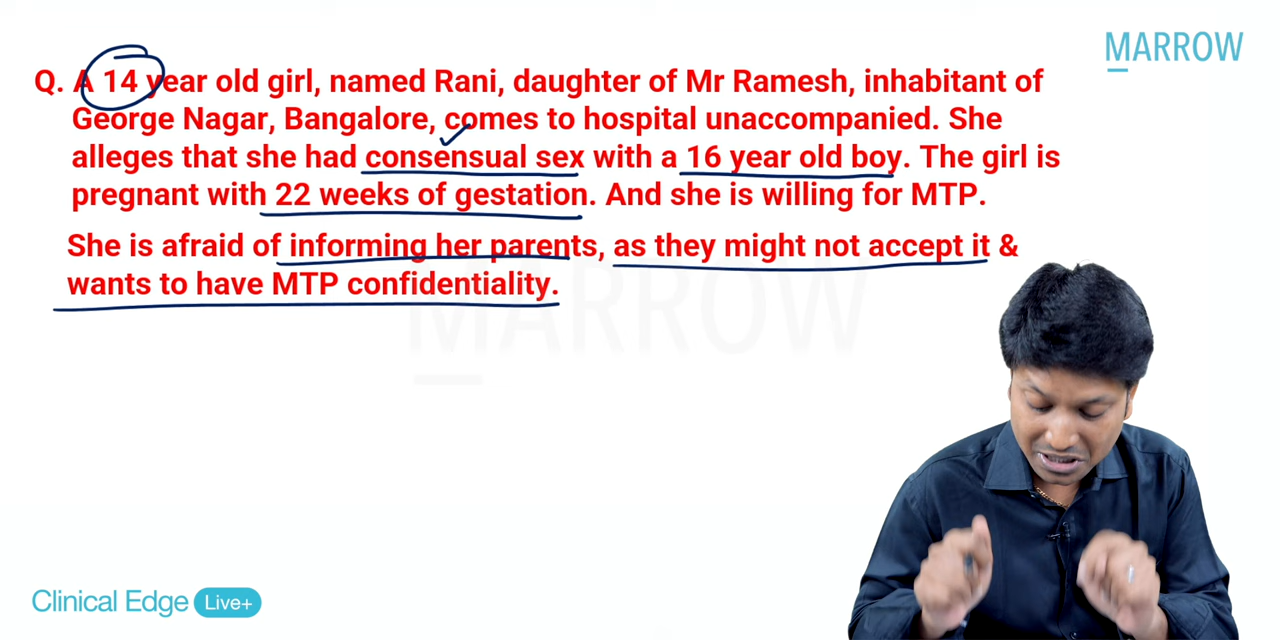 MARROW
Q. A 14 year old girl, named Rani, daughter of Mr Ramesh, inhabitant of
George Nagar, Bangalore, comes to hospital unaccompanied. She
alleges that she had consensual sex with a 16 year old boy. The girl is
pregnant with 22 weeks of gestation. And she is willing for MTP.
She is afraid of informing her parents, as they might not accept it &
wants to have MTP confidentiality.
MARROW
Clinical Edge Live+